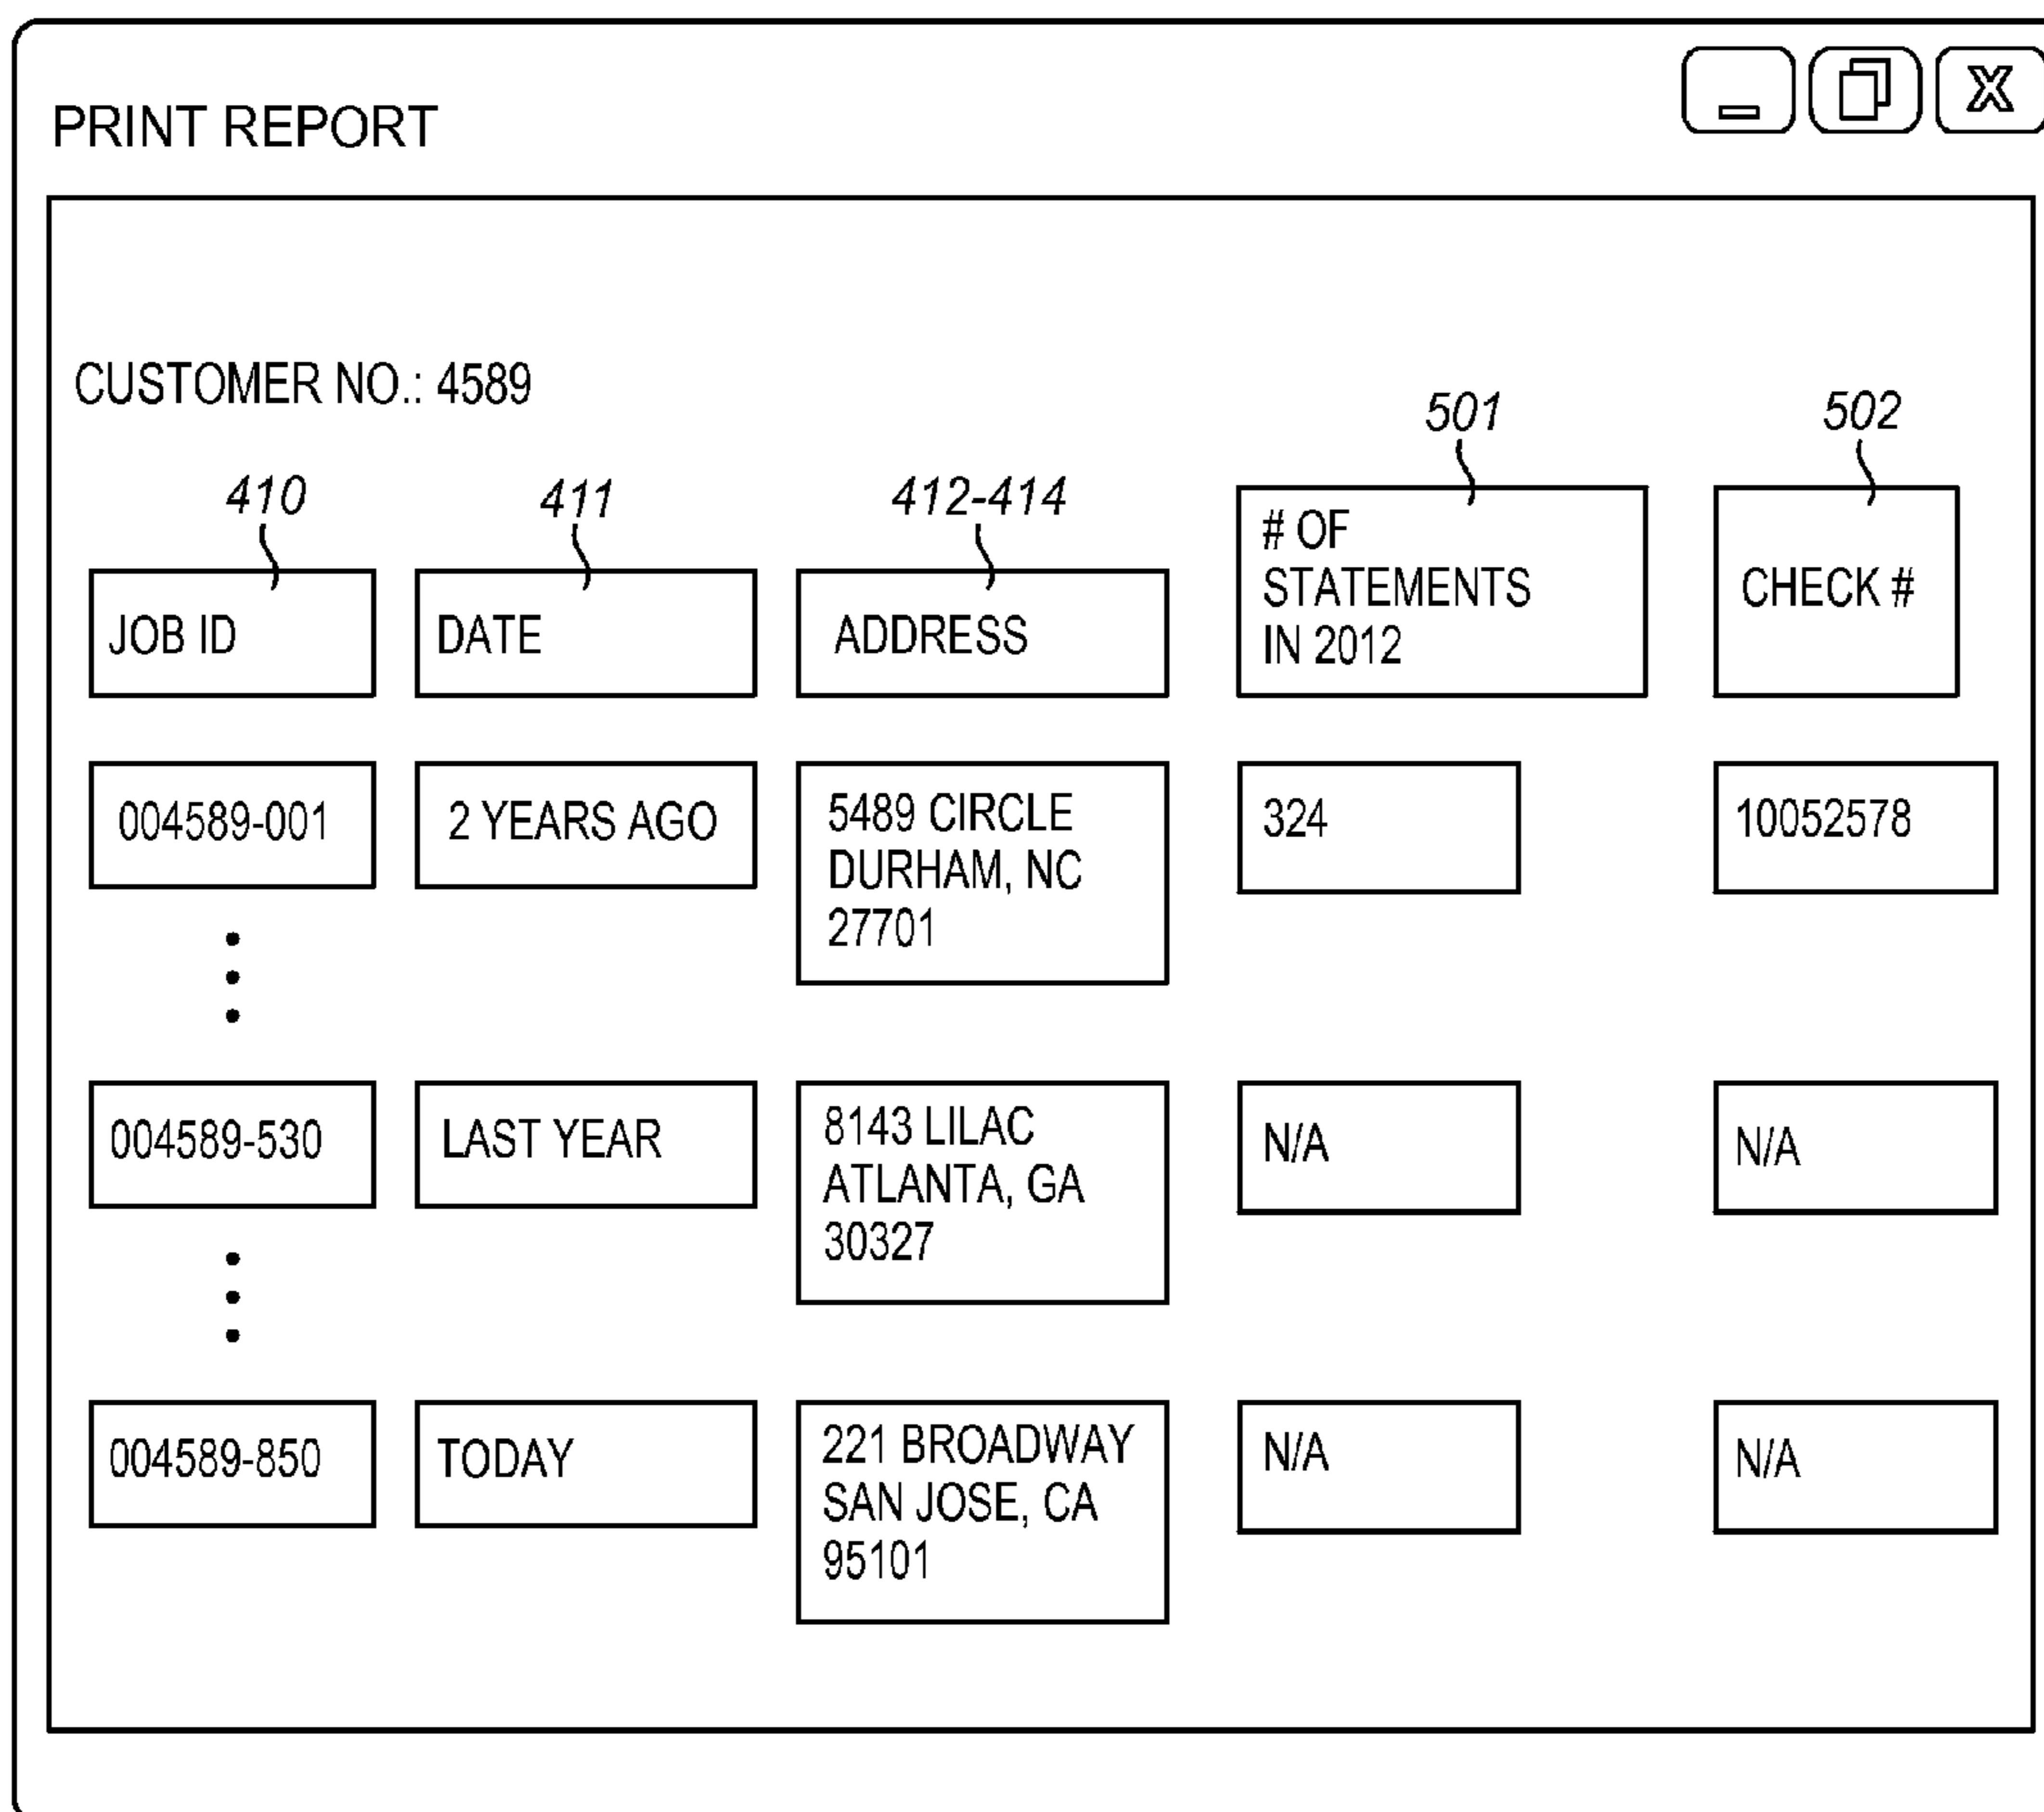 PRINT REPORT
X
CUSTOMER NO.: 4589
410
411
412-414
501
502
JOB ID
DATE
ADDRESS
# OF
STATEMENTS
IN 2012
CHECK #
004589-001
2 YEARS AGO
5489 CIRCLE
DURHAM, NC
27701
324
10052578
004589-530
LAST YEAR
8143 LILAC
ATLANTA, GA
30327
N/A
N/A
004589-850
TODAY
221 BROADWAY
SAN JOSE, CA
95101
N/A
N/A